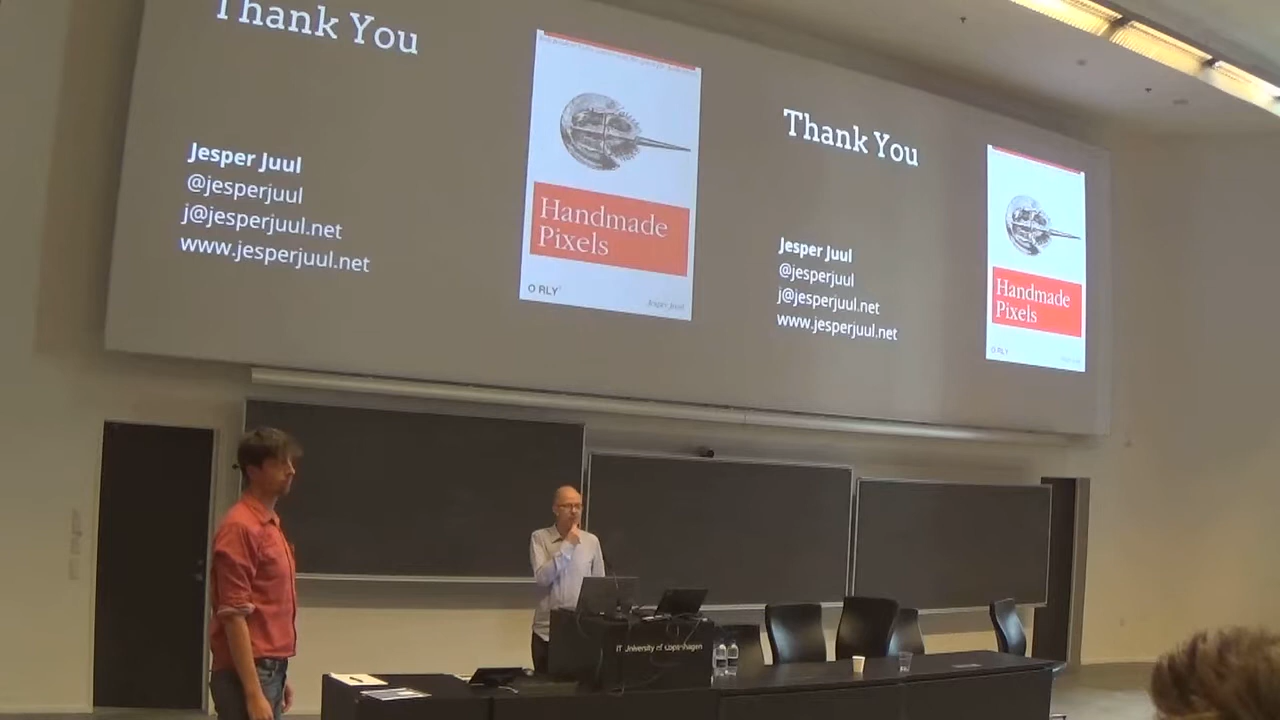 Thank You
Jesper Juul
@jesperjuul
j@jesperjuul.net
www.jesperjuul.net
Handmade
Pixels
O RLY
Jesper Juul
Thank You
Jesper Juul
@jesperjuul
j@jesperjuul.net
www.jesperjuul.net
Handmade
Pixels
O RLY
IT University of Copenhagen